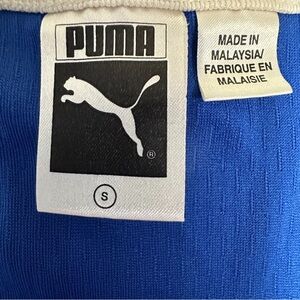 PUMA
®
S
MADE IN
MALAYSIA/
FABRIQUE EN
MALAISIE